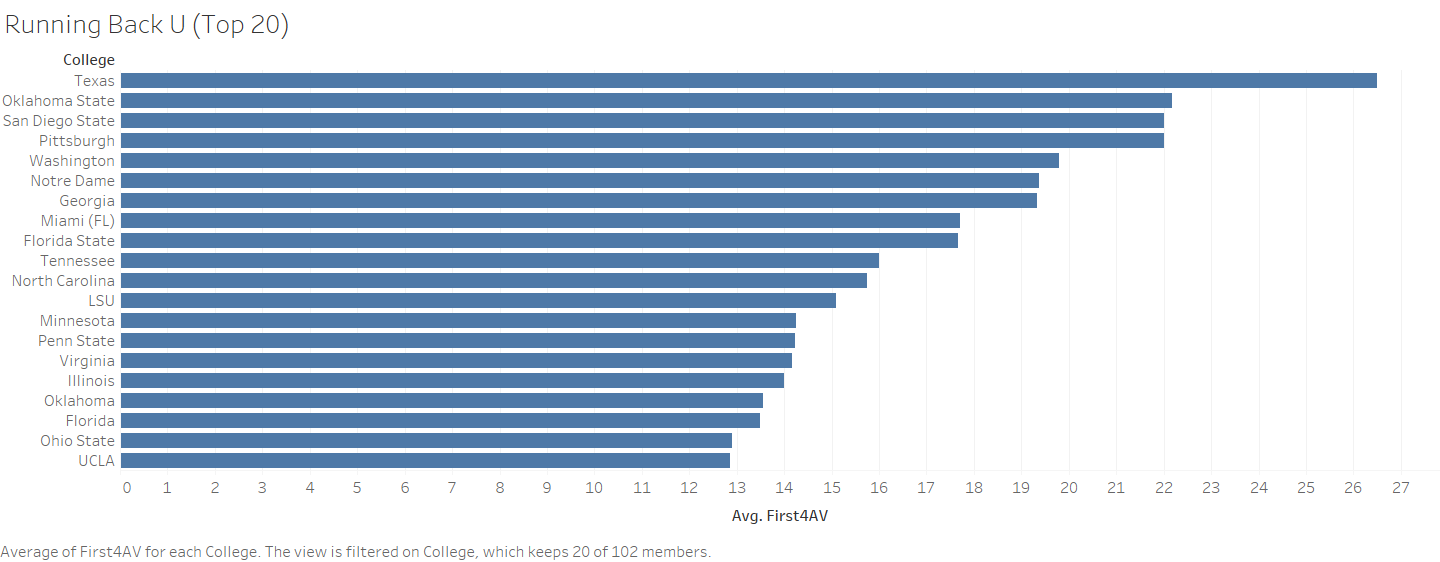 Running Back U (Top 20)
College
Texas
Oklahoma State
San Diego State
Pittsburgh
Washington
Notre Dame
Georgia
Miami (FL)
Florida State
Tennessee
North Carolina
LSU
Minnesota
Penn State
Virginia
Illinois
Oklahoma
Florida
Ohio State
UCLA
0 1 2 3 4 5 6 7 8 9 10 11 12 13 14 15 16 17 18 19 20 21 22 23 24 25 26 27
Avg. First4AV
Average of First4AV for each College. The view is filtered on College, which keeps 20 of 102 members.